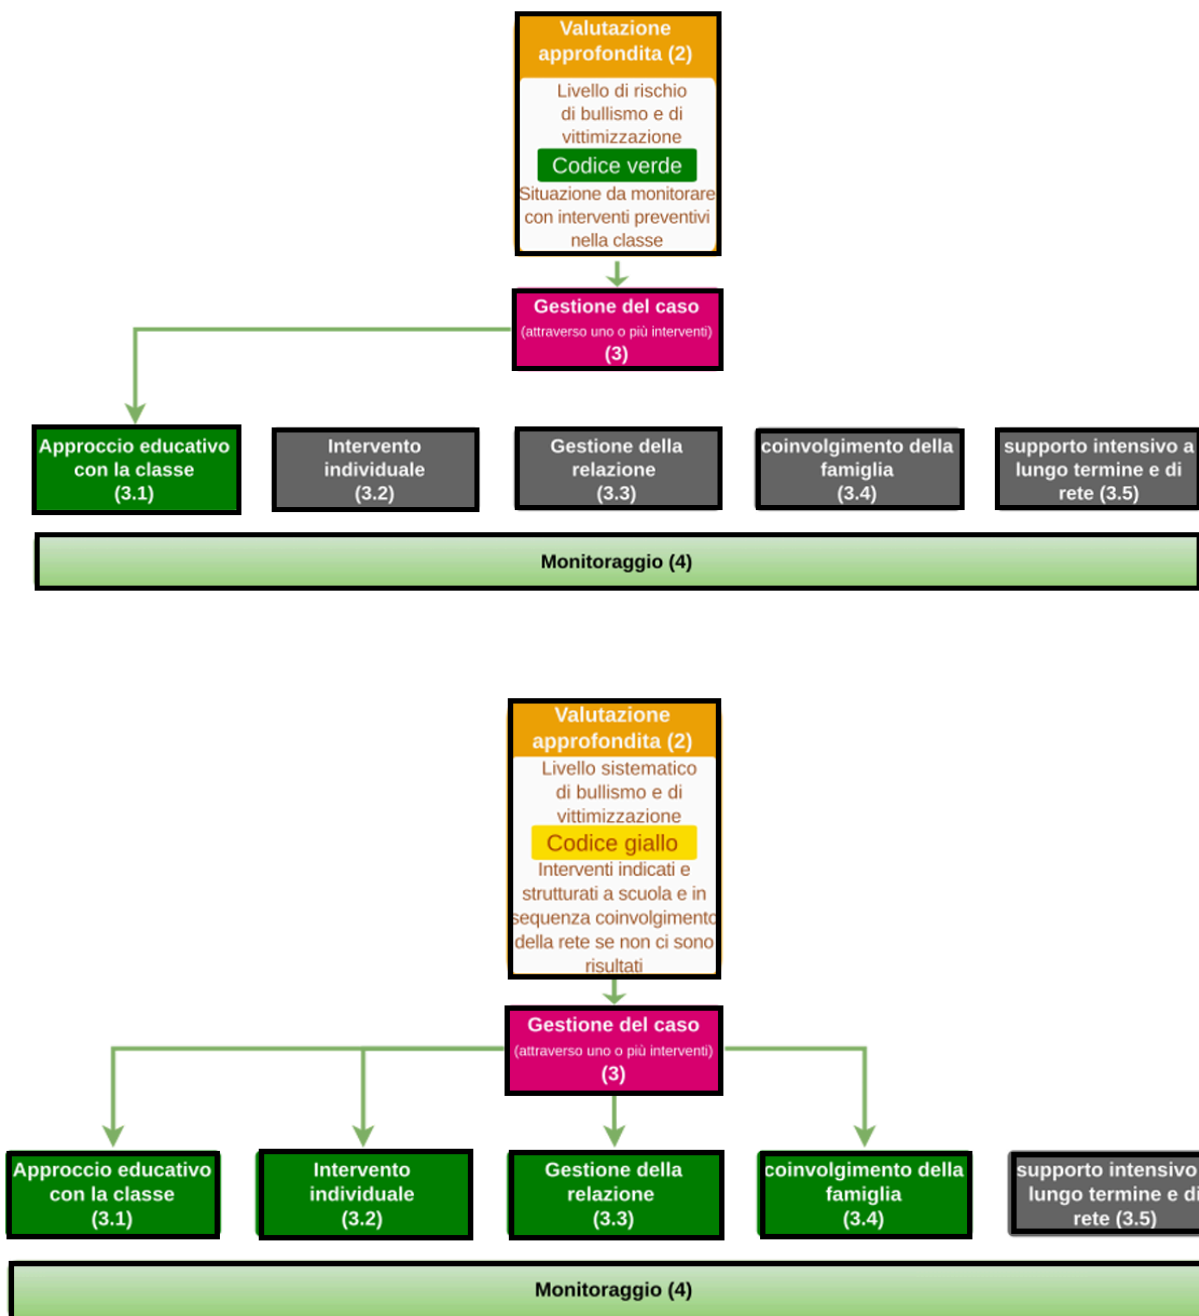 Valutazione
approfondita (2)
Livello di rischio
di bullismo e di
vittimizzazione
Codice verde
Situazione da monitorare
con interventi preventivi
nella classe
Gestione del caso
(attraverso uno o più interventi)
(3)
Approccio educativo
con la classe
(3.1)
Intervento
individuale
(3.2)
Gestione della
relazione
(3.3)
coinvolgimento della
famiglia
(3.4)
supporto intensivo a
lungo termine e di
rete (3.5)
Monitoraggio (4)
Valutazione
approfondita (2)
Livello sistematico
di bullismo e di
vittimizzazione
Codice giallo
Interventi indicati e
strutturati a scuola e in
sequenza coinvolgimento
della rete se non ci sono
risultati
Gestione del caso
(attraverso uno o più interventi)
(3)
Approccio educativo
con la classe
(3.1)
Intervento
individuale
(3.2)
Gestione della
relazione
(3.3)
coinvolgimento della
famiglia
(3.4)
supporto intensivo
lungo termine e di
rete (3.5)
Monitoraggio (4)